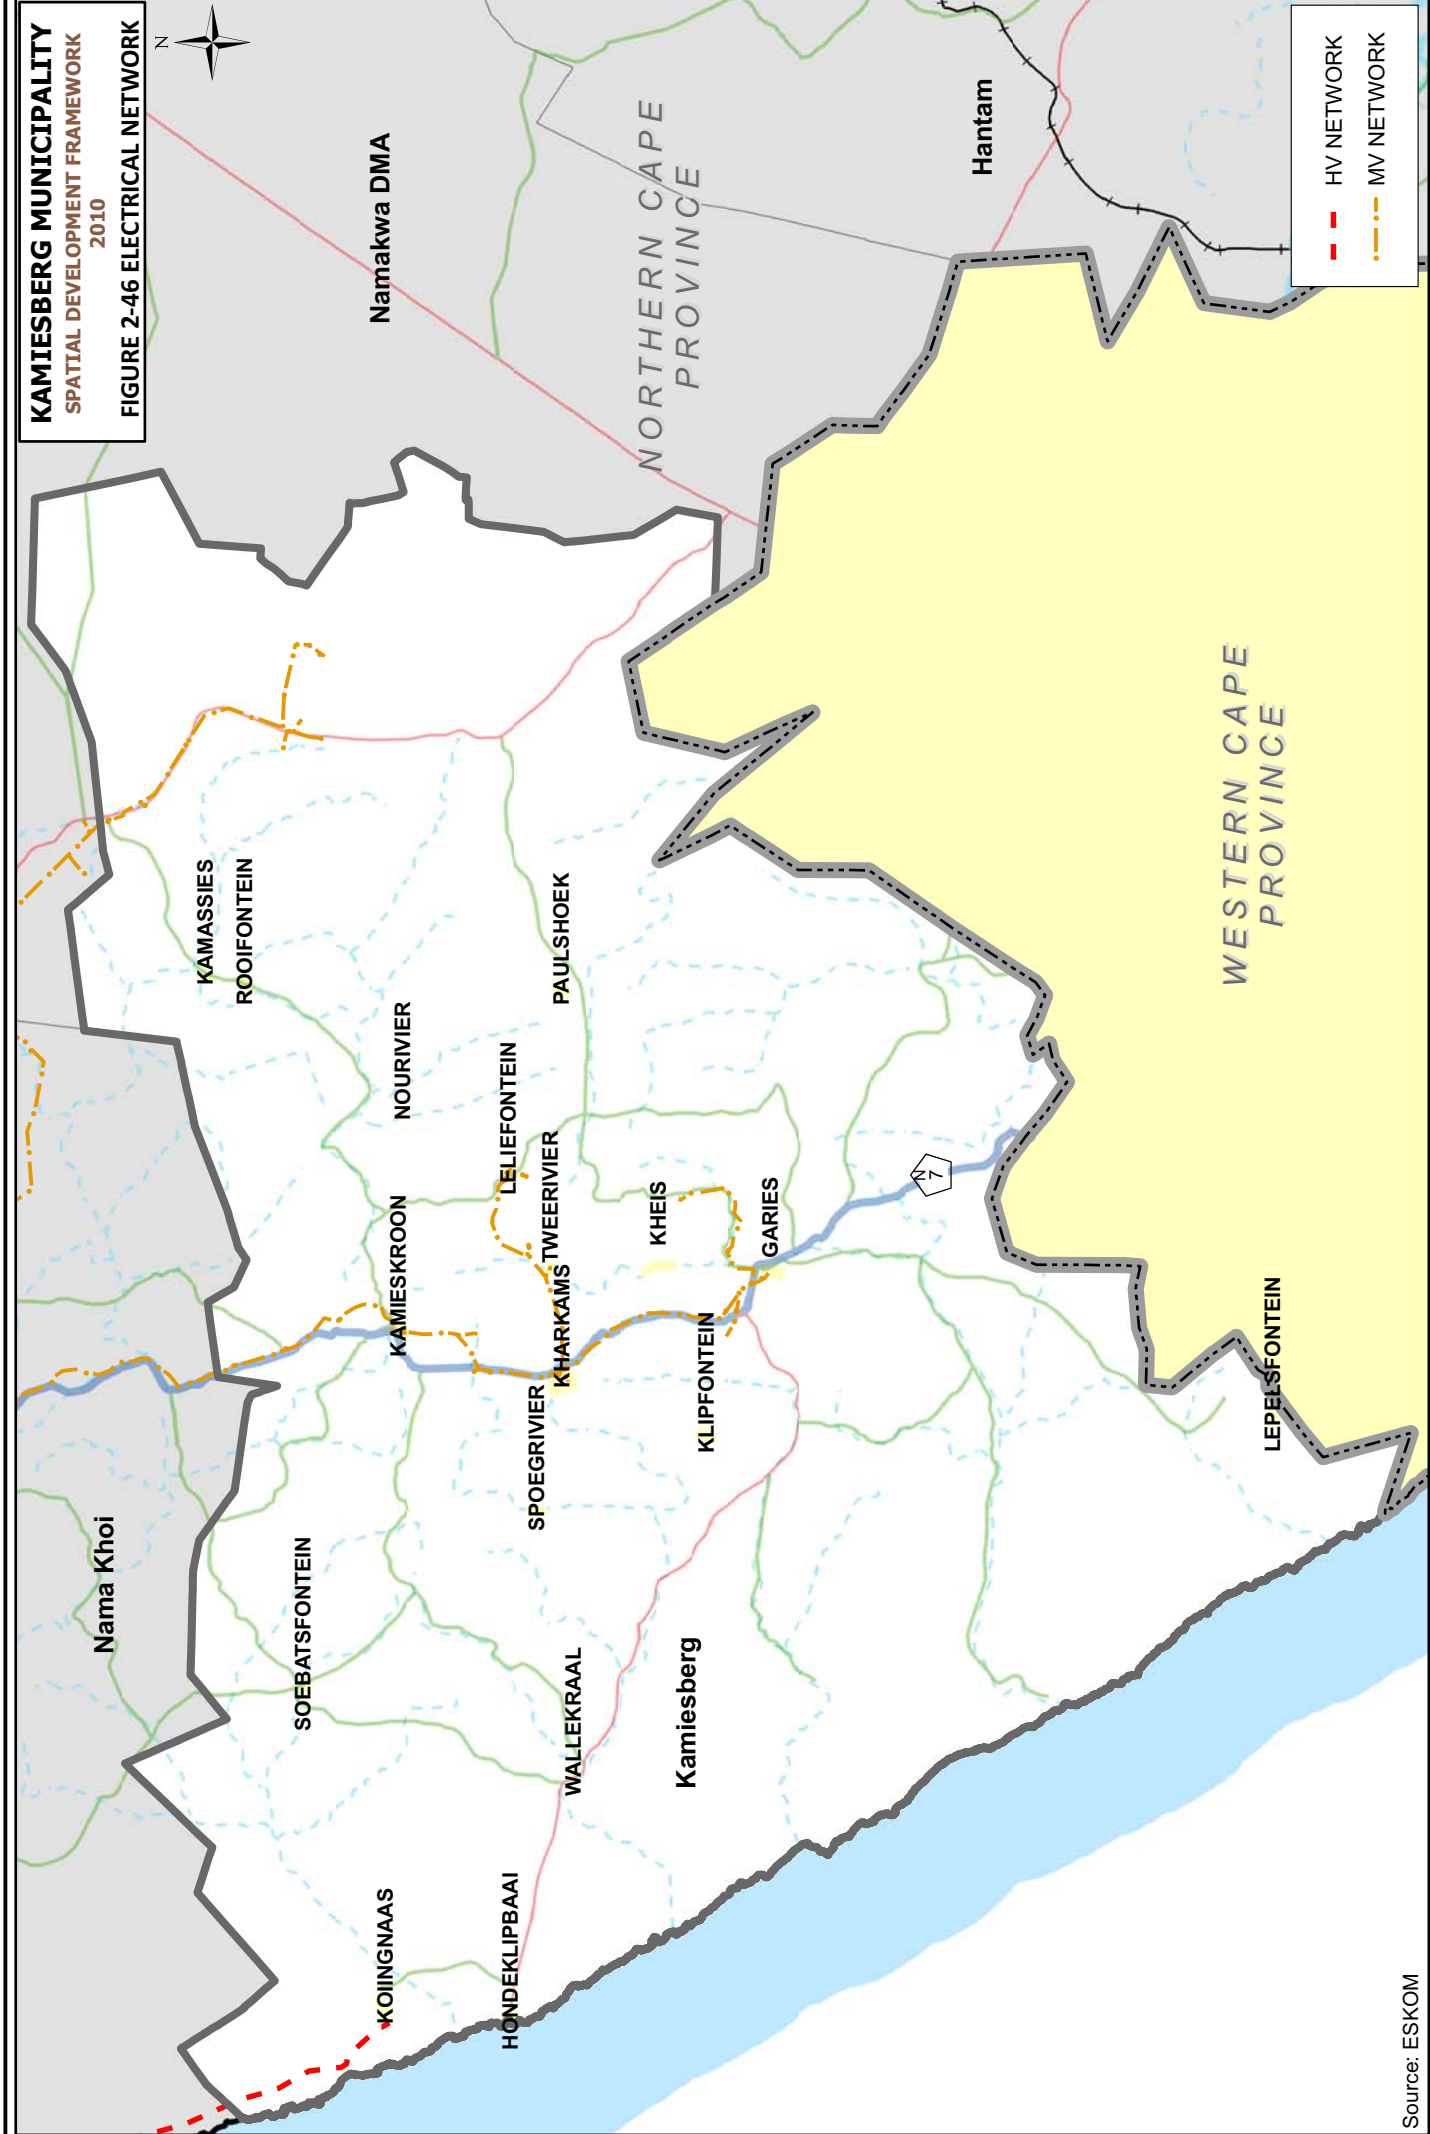 KAMIESBERG MUNICIPALITY
SPATIAL DEVELOPMENT FRAMEWORK
2010
FIGURE 2-46 ELECTRICAL NETWORK
N
Nama Khoi
Namakwa DMA
KAMASSIES
ROOIFONTEIN
SOEBATSFONTEIN
KOIINGNAAS
KAMIESKROON
NOURIVIER
HONDEKLIPBAAI
LELIEFONTEIN
SPOEGRIVIER
TWEERIVIER
KHARKAMS
PAULSHOEK
WALLEKRAAL
NORTHERN CAPE
PROVINCE
KHEIS
Kamiesberg
KLIPFONTEIN
GARIES
N
7
Hantam
WESTERN CAPE
PROVINCE
LEPELSFONTEIN
HV NETWORK
MV NETWORK
Source: ESKOM